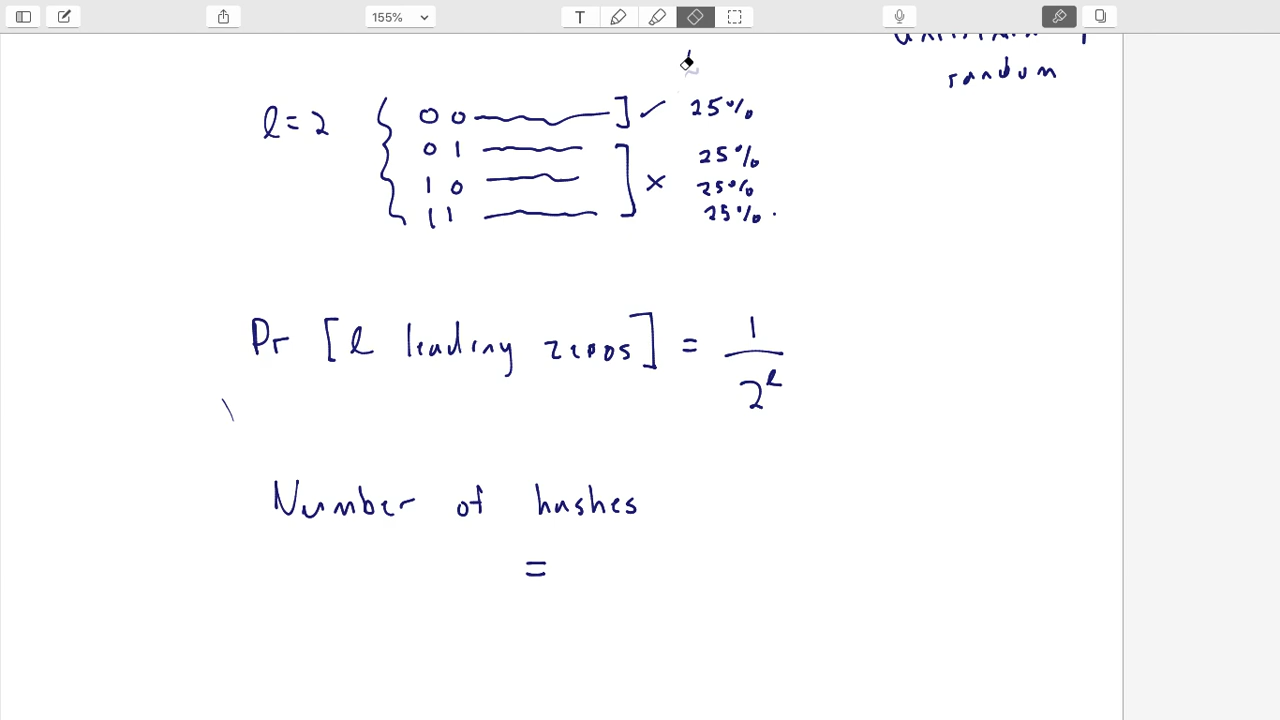 155%
T
random
l = 2 { 0 0 ] ✓ 25%
0 1 25%
1 0 ] × 25%
1 1 25%.
Pr [l leading zeros] = 1 / 2^l
Number of hashes
=